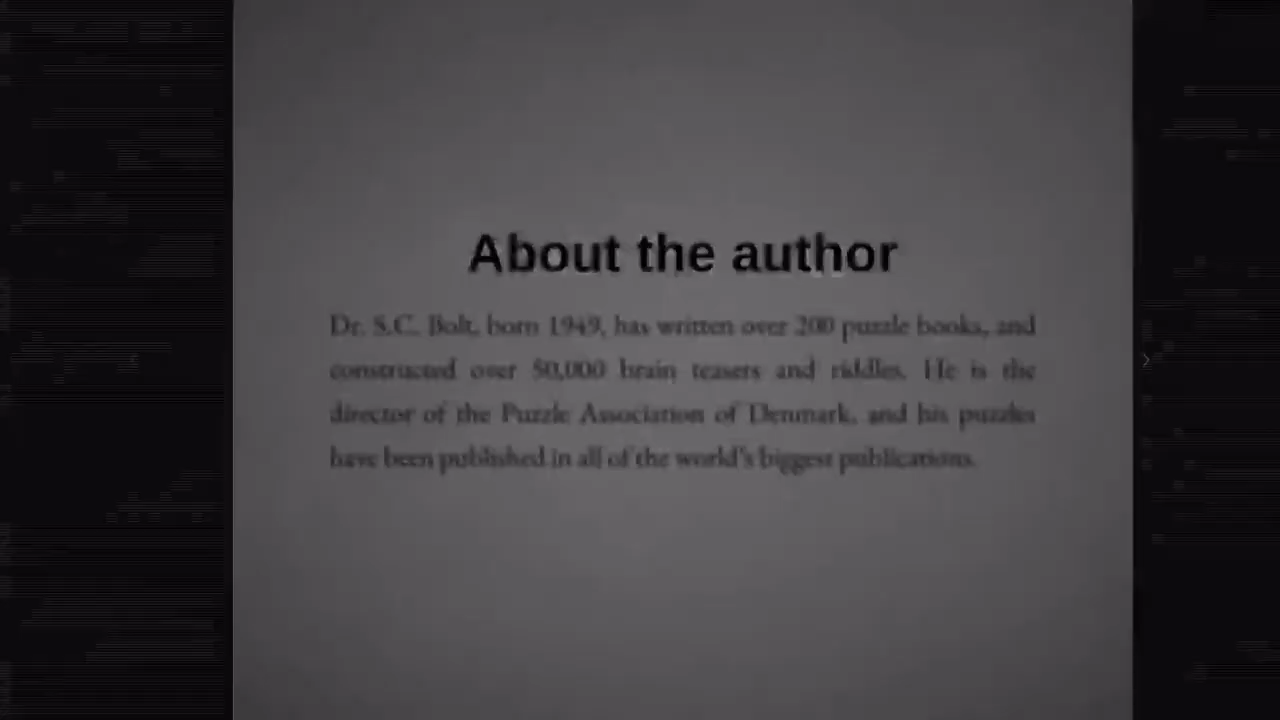 About the author
Dr. S.C. Bolt, born 1949, has written over 200 puzzle books, and
constructed over 50,000 brain teasers and riddles. He is the
director of the Puzzle Association of Denmark, and his puzzles
have been published in all of the world's biggest publications.